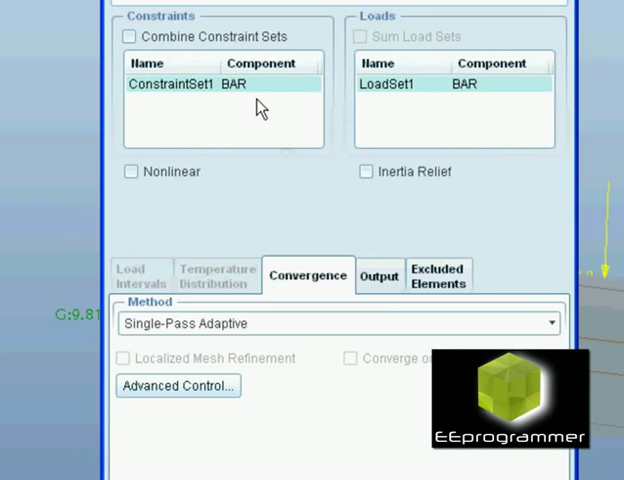 Constraints
Loads
Combine Constraint Sets
Sum Load Sets
Name Component
Name Component
ConstraintSet1 BAR
LoadSet1 BAR
Nonlinear
Inertia Relief
Load Intervals
Temperature Distribution
Convergence
Output
Excluded Elements
Method
G:9.81
Single-Pass Adaptive
Localized Mesh Refinement
Converge
Advanced Control...
EEprogrammer